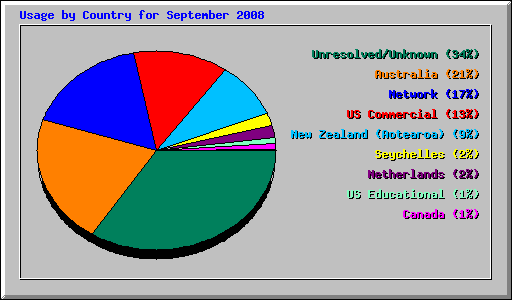 Usage by Country for September 2008
Unresolved/Unknown (34%)
Australia (21%)
Network (17%)
US Commercial (13%)
New Zealand (Aotearoa) (9%)
Seychelles (2%)
Netherlands (2%)
US Educational (1%)
Canada (1%)